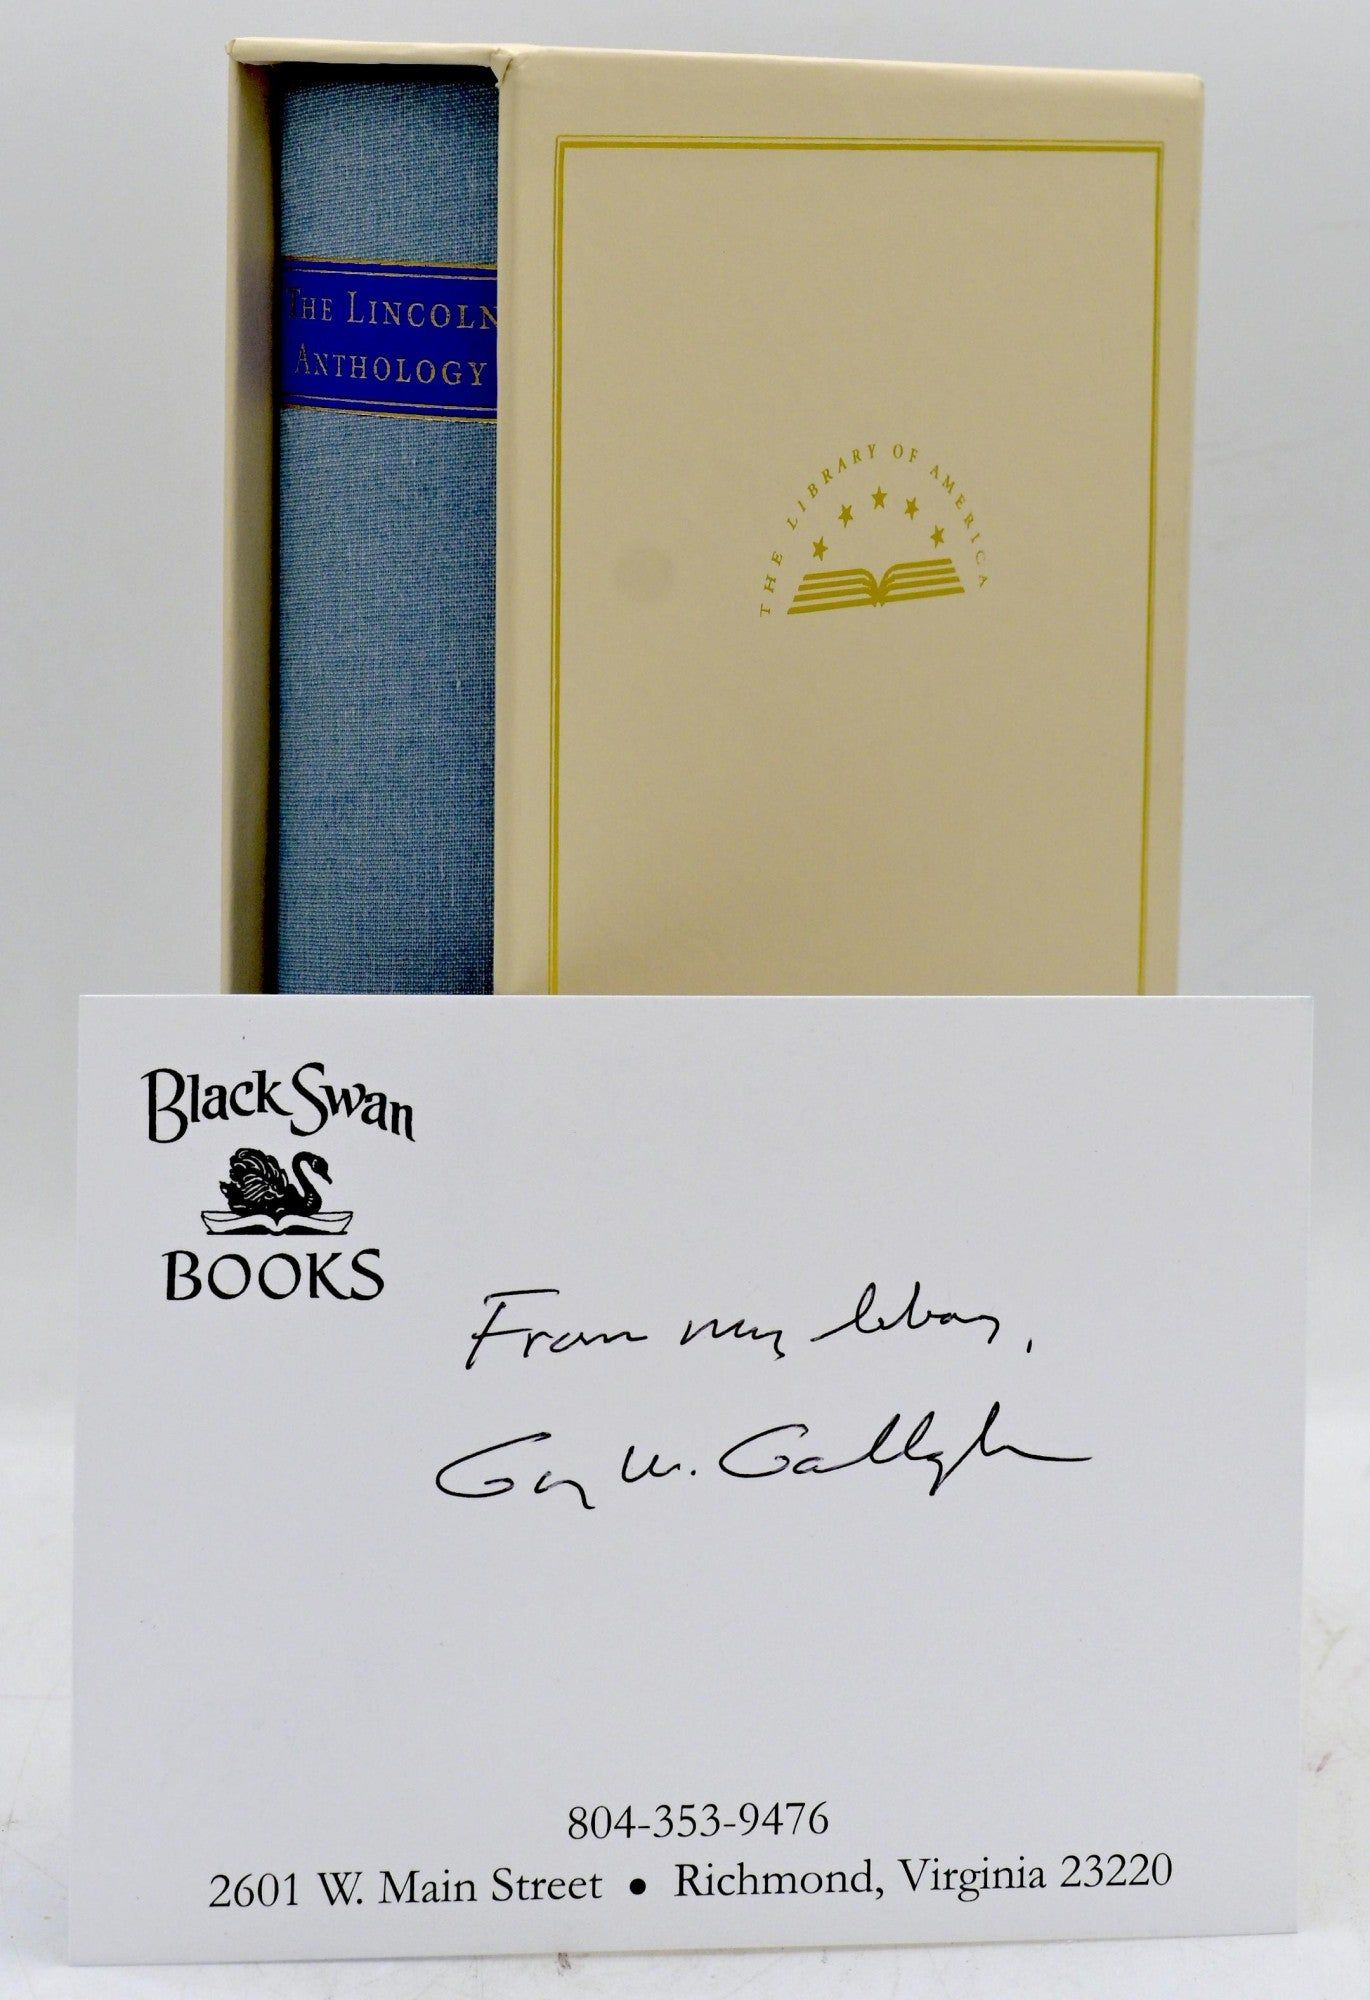 THE LINCOLN
ANTHOLOGY
THE LIBRARY OF AMERICA
Black Swan
BOOKS
From my library,
Gary W. Gallagher
804-353-9476
2601 W. Main Street • Richmond, Virginia 23220